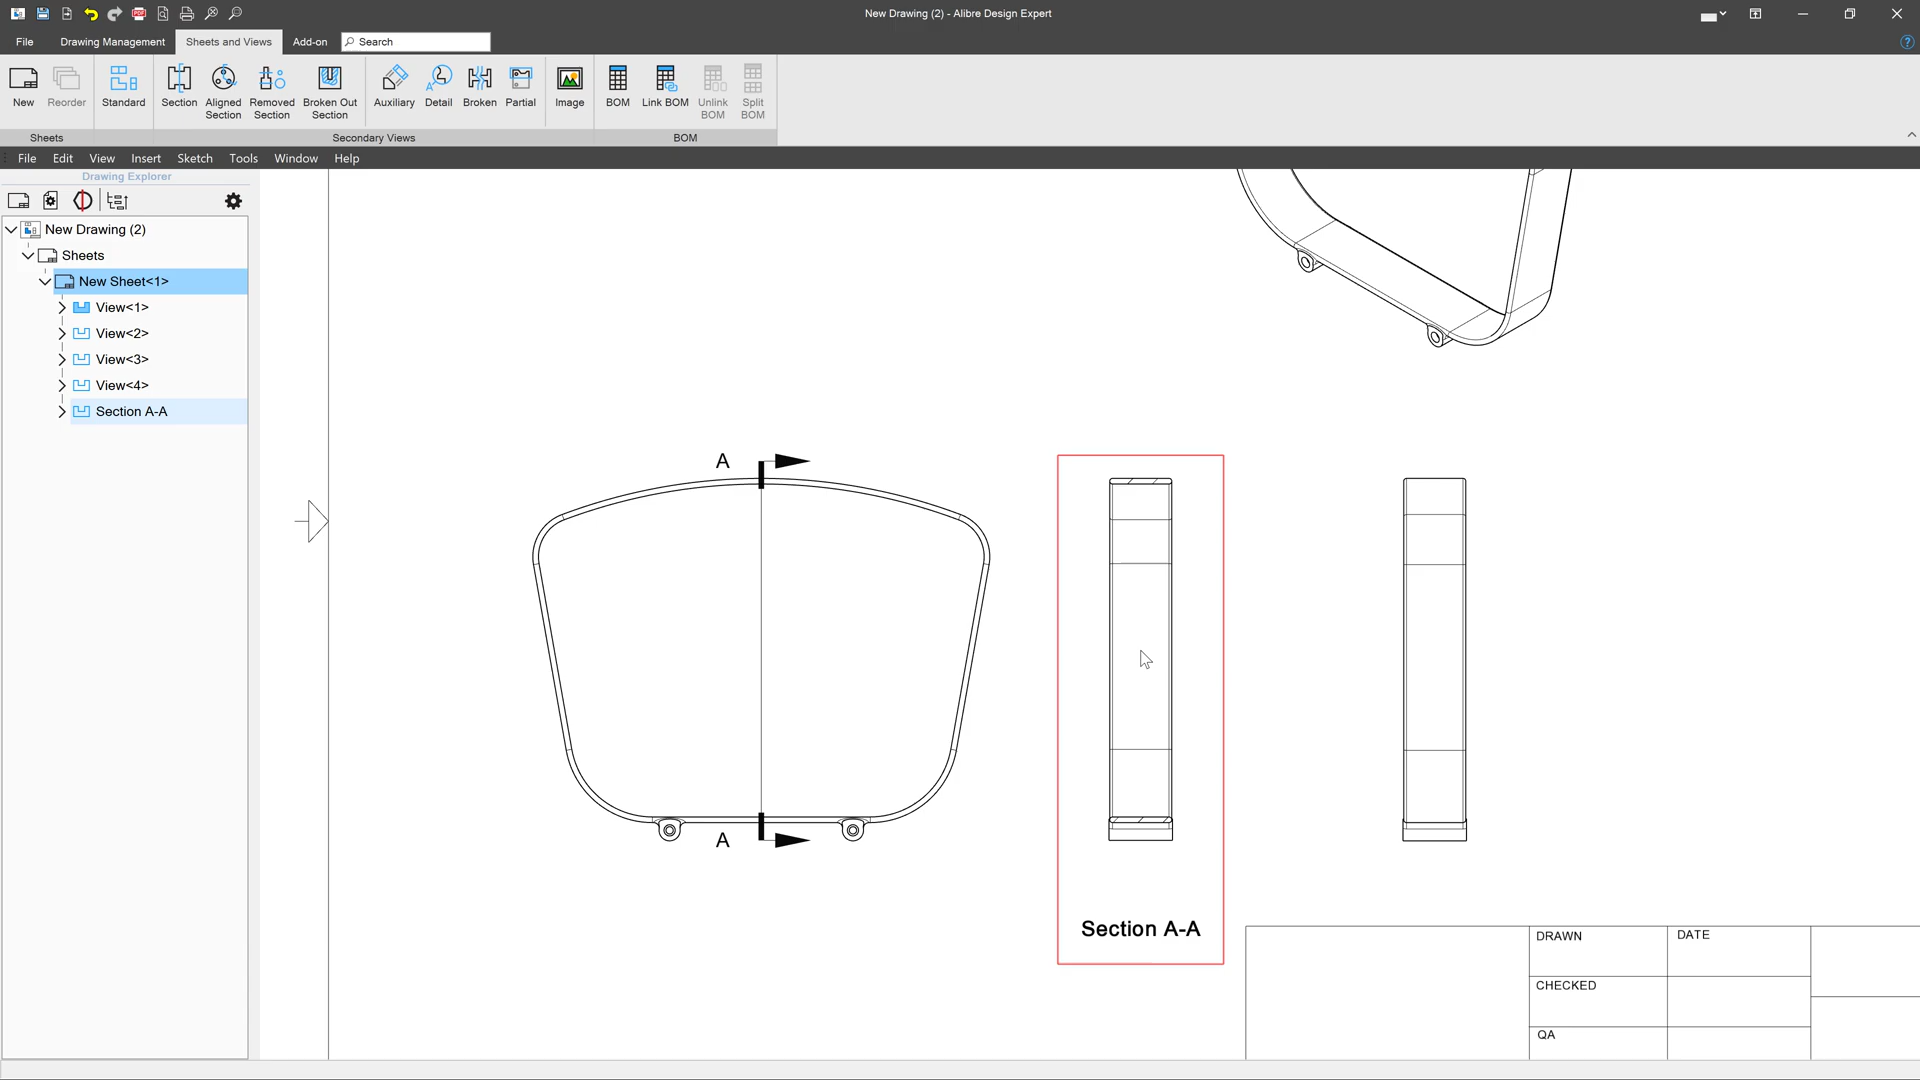 New Drawing (2) - Alibre Design Expert
File Drawing Management Sheets and Views Add-on Search
New Reorder Standard Section Aligned Section Removed Section Broken Out Section Auxiliary Detail Broken Partial Image BOM Link BOM Unlink BOM Split BOM
Sheets Secondary Views BOM
File Edit View Insert Sketch Tools Window Help
Drawing Explorer
New Drawing (2)
Sheets
New Sheet<1>
View<1>
View<2>
View<3>
View<4>
Section A-A
A
A
Section A-A
DRAWN DATE
CHECKED
QA